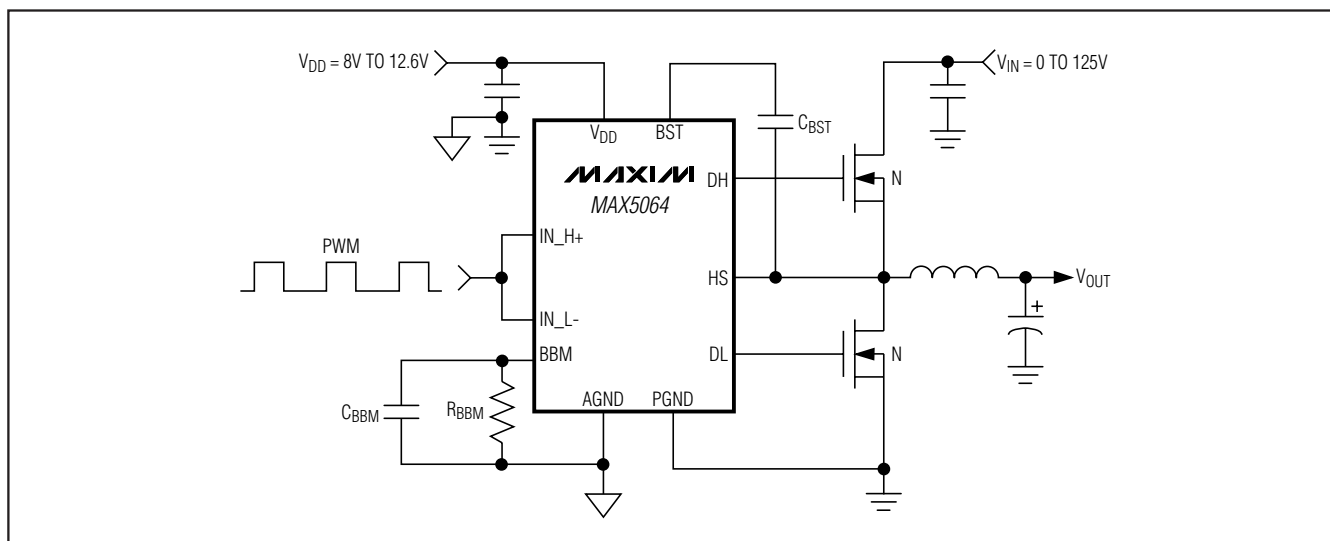 V_DD = 8V TO 12.6V
V_IN = 0 TO 125V
V_DD
BST
C_BST
MAXIM
MAX5064
DH
N
PWM
IN_H+
IN_L-
HS
V_OUT
+
BBM
DL
N
C_BBM
R_BBM
AGND
PGND